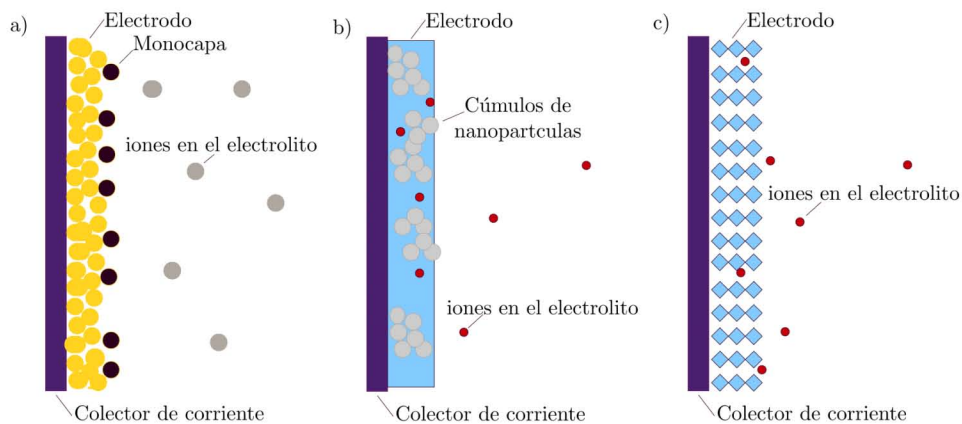 a)
Electrodo
Monocapa
iones en el electrolito
Colector de corriente
b)
Electrodo
Cúmulos de
nanopartculas
iones en el electrolito
Colector de corriente
c)
Electrodo
iones en el electrolito
Colector de corriente